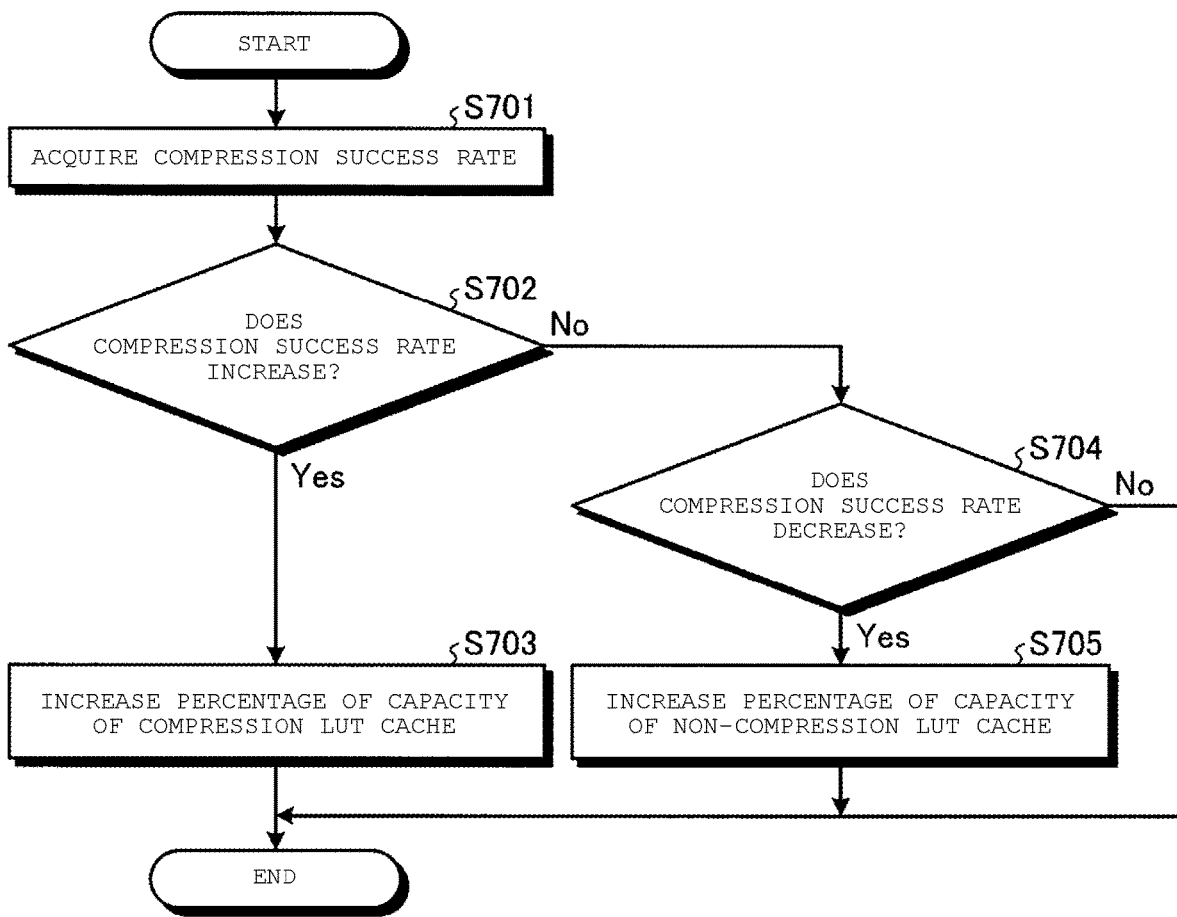 START
S701
ACQUIRE COMPRESSION SUCCESS RATE
S702
DOES
COMPRESSION SUCCESS RATE
INCREASE?
No
Yes
S704
DOES
COMPRESSION SUCCESS RATE
DECREASE?
No
Yes
S703
INCREASE PERCENTAGE OF CAPACITY
OF COMPRESSION LUT CACHE
S705
INCREASE PERCENTAGE OF CAPACITY
OF NON-COMPRESSION LUT CACHE
END